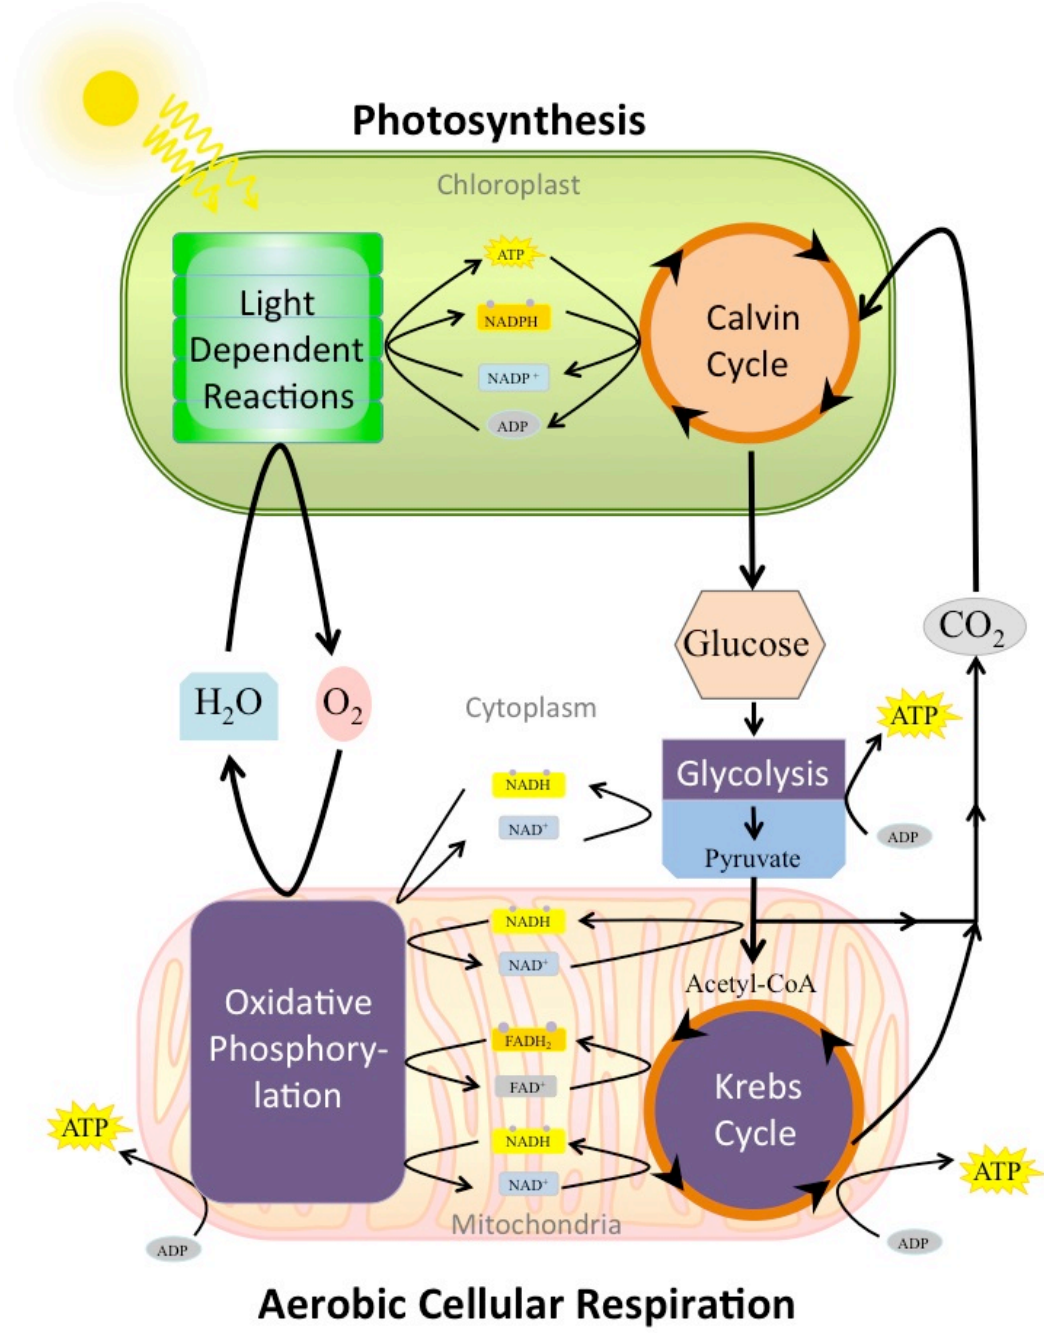 Photosynthesis
Chloroplast
Light
Dependent
Reactions
ATP
NADPH
NADP⁺
ADP
Calvin
Cycle
Glucose
CO₂
H₂O
O₂
Cytoplasm
ATP
Glycolysis
NADH
NAD⁺
ADP
Pyruvate
NADH
NAD⁺
Acetyl-CoA
Oxidative
Phosphory-
lation
FADH₂
FAD⁺
Krebs
Cycle
ATP
NADH
NAD⁺
ATP
Mitochondria
ADP
ADP
Aerobic Cellular Respiration